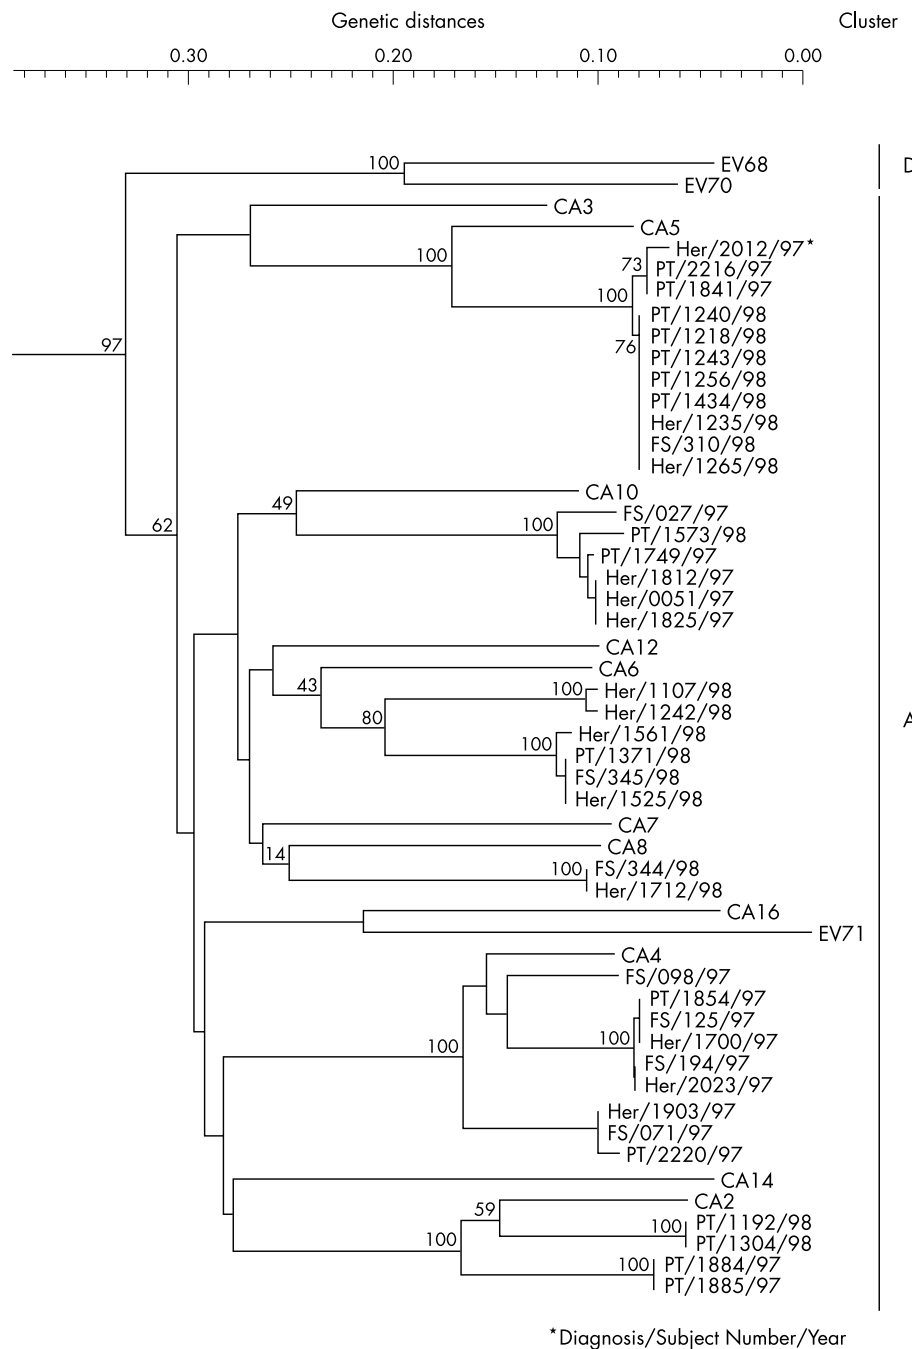 Genetic distances Cluster
0.30 0.20 0.10 0.00
100 EV68 D
EV70
CA3
CA5
100
Her/2012/97*
73 PT/2216/97
100 PT/1841/97
PT/1240/98
PT/1218/98
97 76 PT/1243/98
PT/1256/98
PT/1434/98
Her/1235/98
FS/310/98
Her/1265/98
CA10
49
FS/027/97
62 100 PT/1573/98
PT/1749/97
Her/1812/97
Her/0051/97
Her/1825/97
CA12
CA6
43 100 Her/1107/98
Her/1242/98
80 A
Her/1561/98
100 PT/1371/98
FS/345/98
Her/1525/98
CA7
CA8
14
100 FS/344/98
Her/1712/98
CA16
EV71
CA4
FS/098/97
PT/1854/97
FS/125/97
100 100 Her/1700/97
FS/194/97
Her/2023/97
Her/1903/97
FS/071/97
PT/2220/97
CA14
CA2
59
100 PT/1192/98
100 PT/1304/98
100 PT/1884/97
PT/1885/97
*Diagnosis/Subject Number/Year